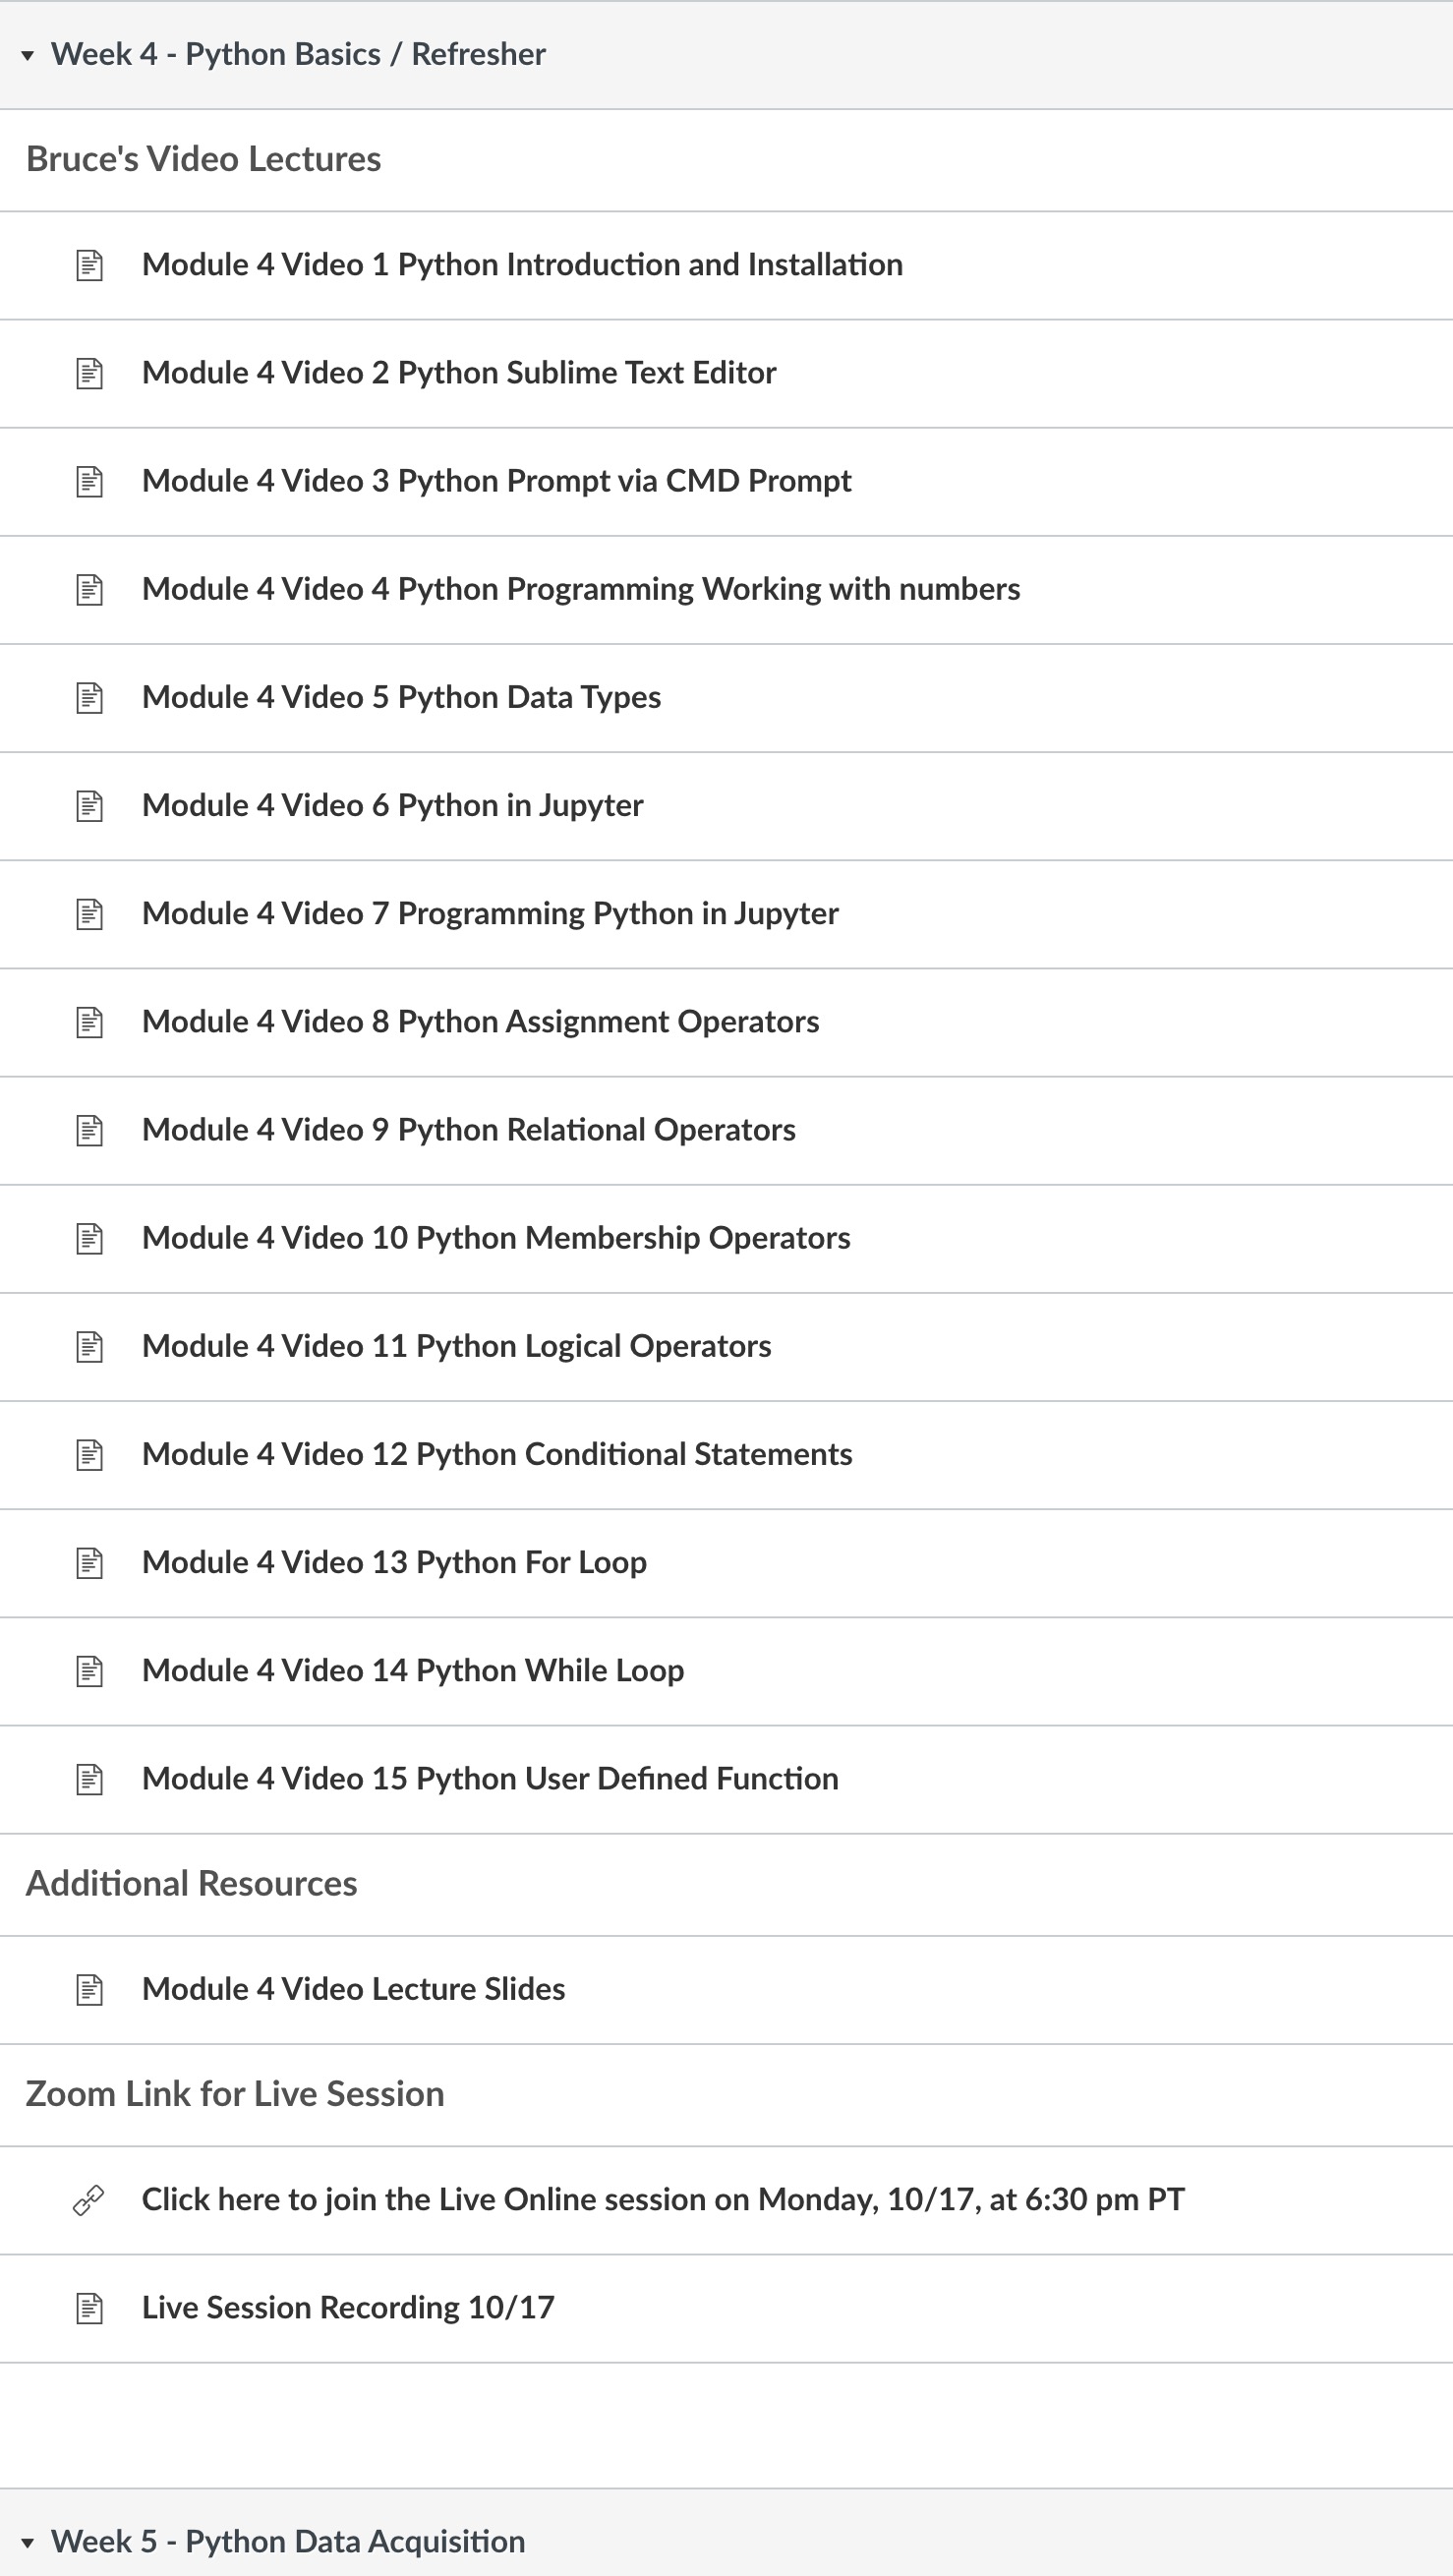 Week 4 - Python Basics / Refresher
Bruce's Video Lectures
Module 4 Video 1 Python Introduction and Installation
Module 4 Video 2 Python Sublime Text Editor
Module 4 Video 3 Python Prompt via CMD Prompt
Module 4 Video 4 Python Programming Working with numbers
Module 4 Video 5 Python Data Types
Module 4 Video 6 Python in Jupyter
Module 4 Video 7 Programming Python in Jupyter
Module 4 Video 8 Python Assignment Operators
Module 4 Video 9 Python Relational Operators
Module 4 Video 10 Python Membership Operators
Module 4 Video 11 Python Logical Operators
Module 4 Video 12 Python Conditional Statements
Module 4 Video 13 Python For Loop
Module 4 Video 14 Python While Loop
Module 4 Video 15 Python User Defined Function
Additional Resources
Module 4 Video Lecture Slides
Zoom Link for Live Session
Click here to join the Live Online session on Monday, 10/17, at 6:30 pm PT
Live Session Recording 10/17
Week 5 - Python Data Acquisition